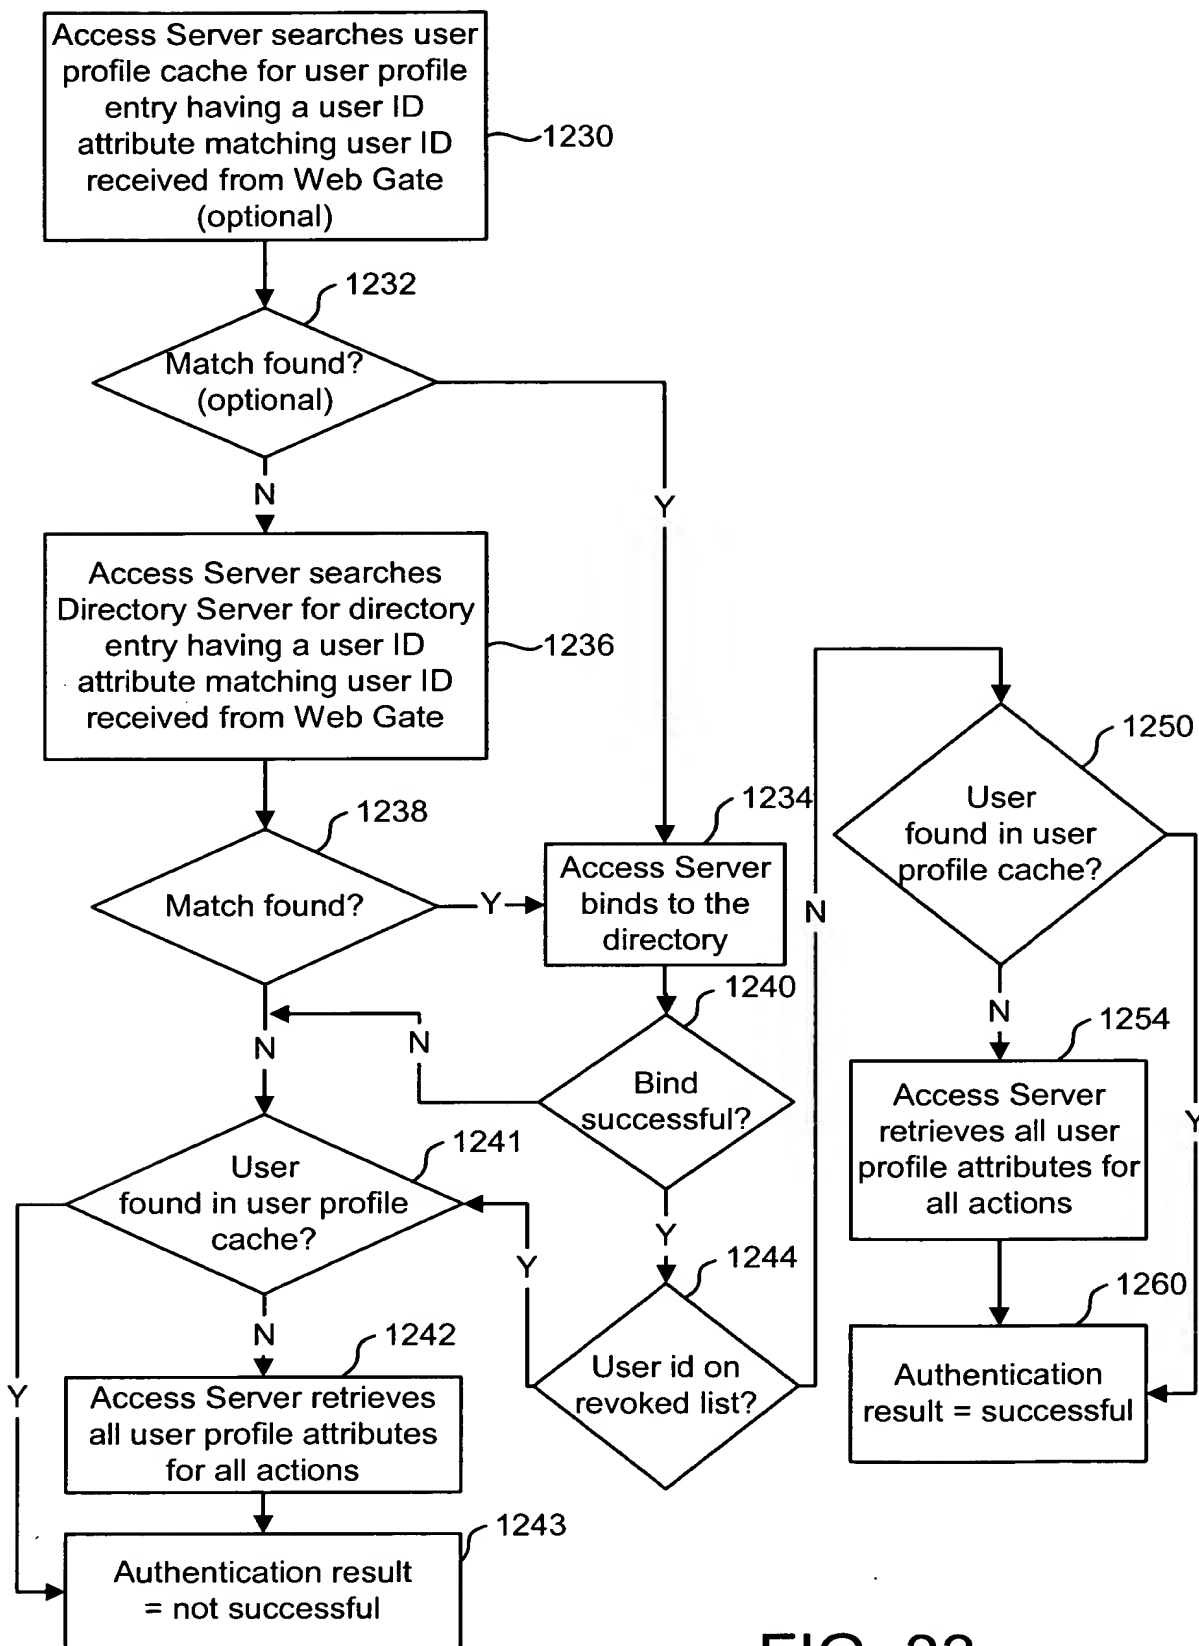 Access Server searches user
profile cache for user profile
entry having a user ID
attribute matching user ID
received from Web Gate
(optional)
1230
1232
Match found?
(optional)
N
Y
Access Server searches
Directory Server for directory
entry having a user ID
attribute matching user ID
received from Web Gate
1236
1238
Match found?
Y
1234
Access Server
binds to the
directory
1240
Bind
successful?
N
N
Y
1241
User
found in user profile
cache?
Y
N
1242
Access Server retrieves
all user profile attributes
for all actions
1243
Authentication result
= not successful
1244
User id on
revoked list?
Y
N
1250
User
found in user
profile cache?
N
Y
1254
Access Server
retrieves all user
profile attributes for
all actions
1260
Authentication
result = successful